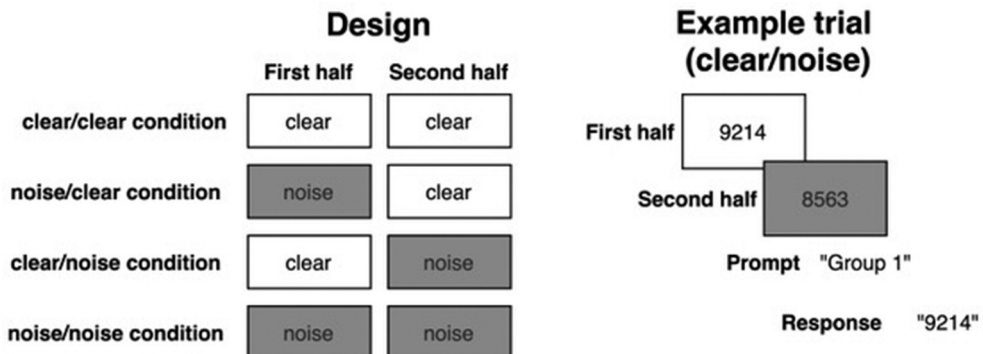 Design
First half Second half
clear/clear condition clear clear
noise/clear condition noise clear
clear/noise condition clear noise
noise/noise condition noise noise
Example trial
(clear/noise)
First half 9214
Second half 8563
Prompt "Group 1"
Response "9214"